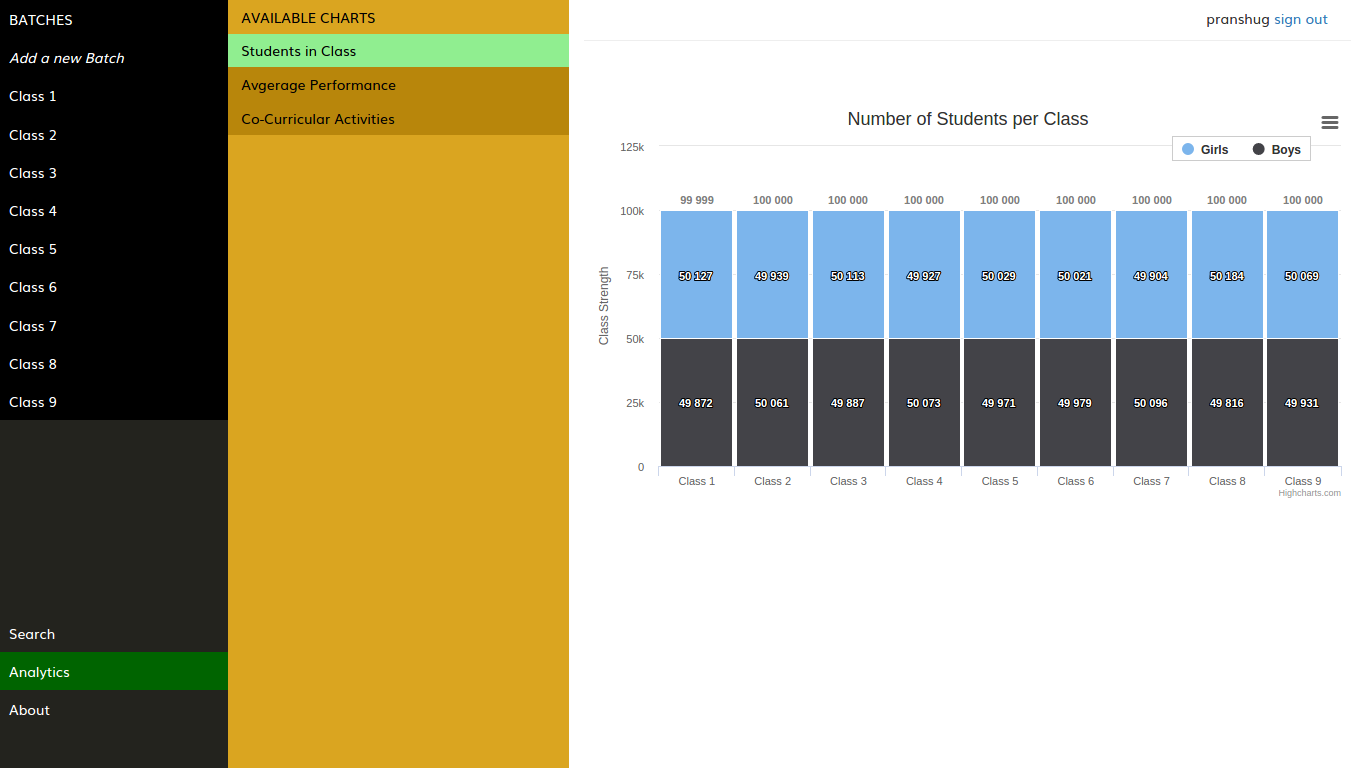 BATCHES
Add a new Batch
Class 1
Class 2
Class 3
Class 4
Class 5
Class 6
Class 7
Class 8
Class 9
Search
Analytics
About
AVAILABLE CHARTS
Students in Class
Avgerage Performance
Co-Curricular Activities
pranshug sign out
Number of Students per Class
Girls Boys
Class Strength
125k
100k
75k
50k
25k
0
99 999 100 000 100 000 100 000 100 000 100 000 100 000 100 000 100 000
50 127 49 939 50 113 49 927 50 029 50 021 49 904 50 184 50 069
49 872 50 061 49 887 50 073 49 971 49 979 50 096 49 816 49 931
Class 1 Class 2 Class 3 Class 4 Class 5 Class 6 Class 7 Class 8 Class 9
Highcharts.com